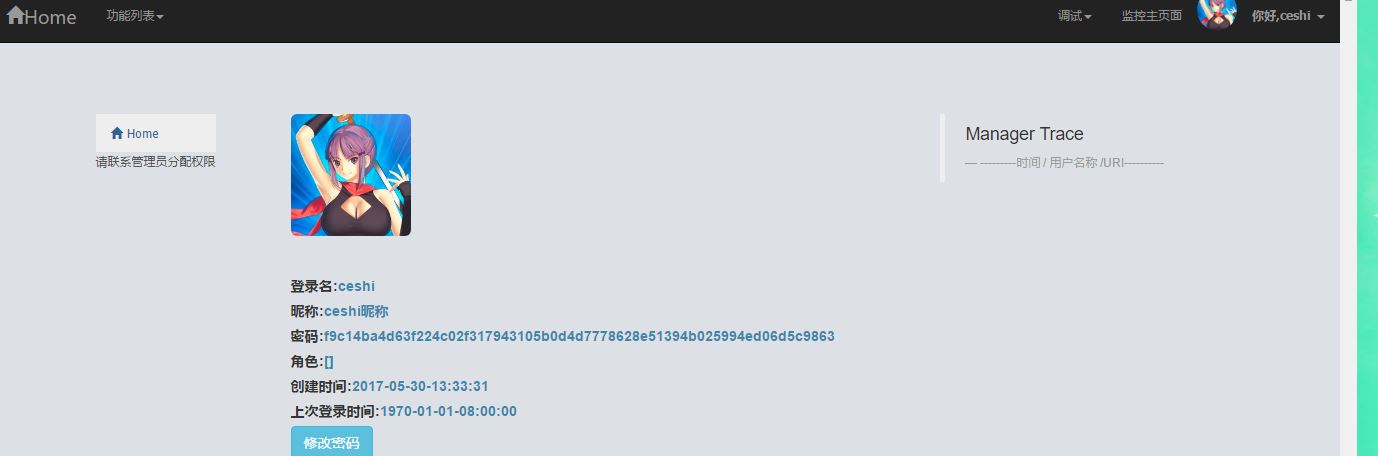 Home 功能列表 调试 监控主页面 你好,ceshi
Home
请联系管理员分配权限
Manager Trace
— ---------时间 / 用户名称 /URI----------
登录名:ceshi
昵称:ceshi昵称
密码:f9c14ba4d63f224c02f317943105b0d4d7778628e51394b025994ed06d5c9863
角色:[]
创建时间:2017-05-30-13:33:31
上次登录时间:1970-01-01-08:00:00
修改密码